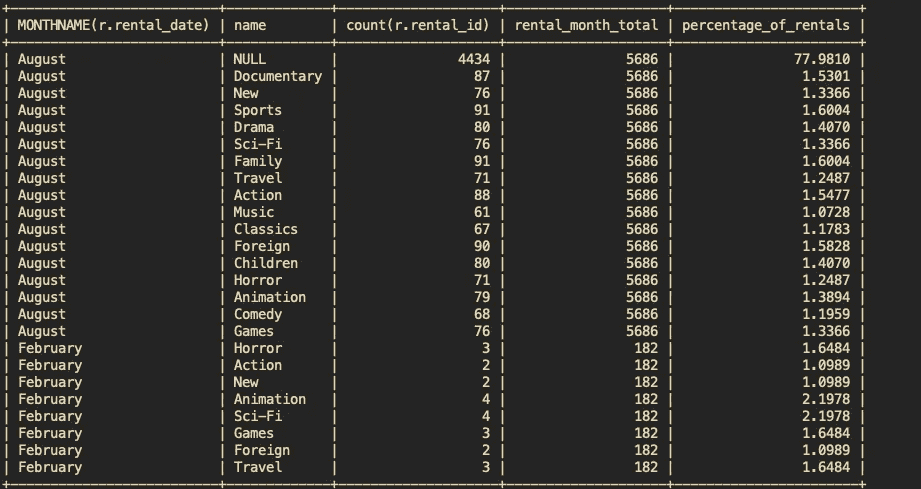 | MONTHNAME(r.rental_date) | name | count(r.rental_id) | rental_month_total | percentage_of_rentals |
| August | NULL | 4434 | 5686 | 77.9810 |
| August | Documentary | 87 | 5686 | 1.5301 |
| August | New | 76 | 5686 | 1.3366 |
| August | Sports | 91 | 5686 | 1.6004 |
| August | Drama | 80 | 5686 | 1.4070 |
| August | Sci-Fi | 76 | 5686 | 1.3366 |
| August | Family | 91 | 5686 | 1.6004 |
| August | Travel | 71 | 5686 | 1.2487 |
| August | Action | 88 | 5686 | 1.5477 |
| August | Music | 61 | 5686 | 1.0728 |
| August | Classics | 67 | 5686 | 1.1783 |
| August | Foreign | 90 | 5686 | 1.5828 |
| August | Children | 80 | 5686 | 1.4070 |
| August | Horror | 71 | 5686 | 1.2487 |
| August | Animation | 79 | 5686 | 1.3894 |
| August | Comedy | 68 | 5686 | 1.1959 |
| August | Games | 76 | 5686 | 1.3366 |
| February | Horror | 3 | 182 | 1.6484 |
| February | Action | 2 | 182 | 1.0989 |
| February | New | 2 | 182 | 1.0989 |
| February | Animation | 4 | 182 | 2.1978 |
| February | Sci-Fi | 4 | 182 | 2.1978 |
| February | Games | 3 | 182 | 1.6484 |
| February | Foreign | 2 | 182 | 1.0989 |
| February | Travel | 3 | 182 | 1.6484 |